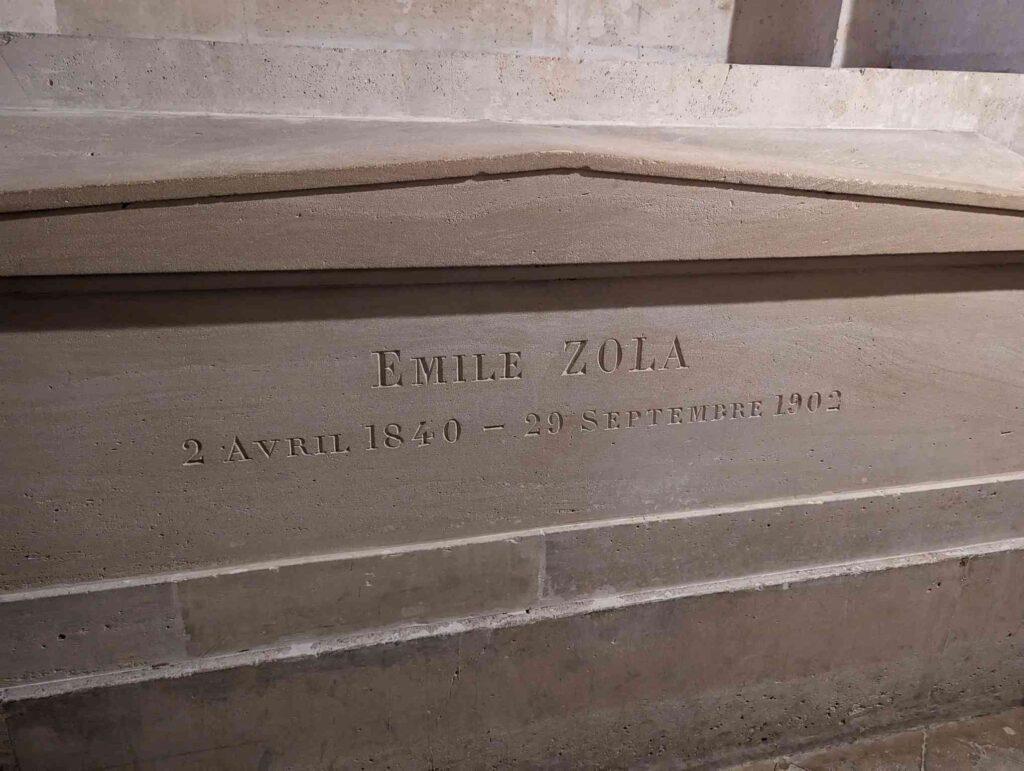 EMILE ZOLA
2 AVRIL 1840 – 29 SEPTEMBRE 1902